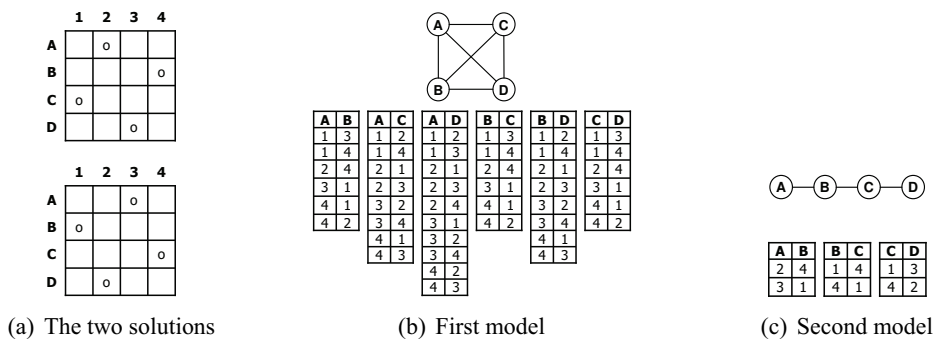 1 2 3 4
A o
B o
C o
D o
1 2 3 4
A o
B o
C o
D o
(a) The two solutions
A C
B D
A B A C A D B C B D C D
1 3 1 2 1 2 1 3 1 2 1 3
1 4 1 4 1 3 1 4 1 4 1 4
2 4 2 1 2 1 2 4 2 1 2 4
3 1 2 3 2 3 3 1 2 3 3 1
4 1 3 2 2 4 4 1 3 2 4 1
4 2 3 4 3 1 4 2 3 4 4 2
4 1 3 2 4 1
4 3 3 4 4 3
4 2
4 3
(b) First model
A B C D
A B B C C D
2 4 1 4 1 3
3 1 4 1 4 2
(c) Second model